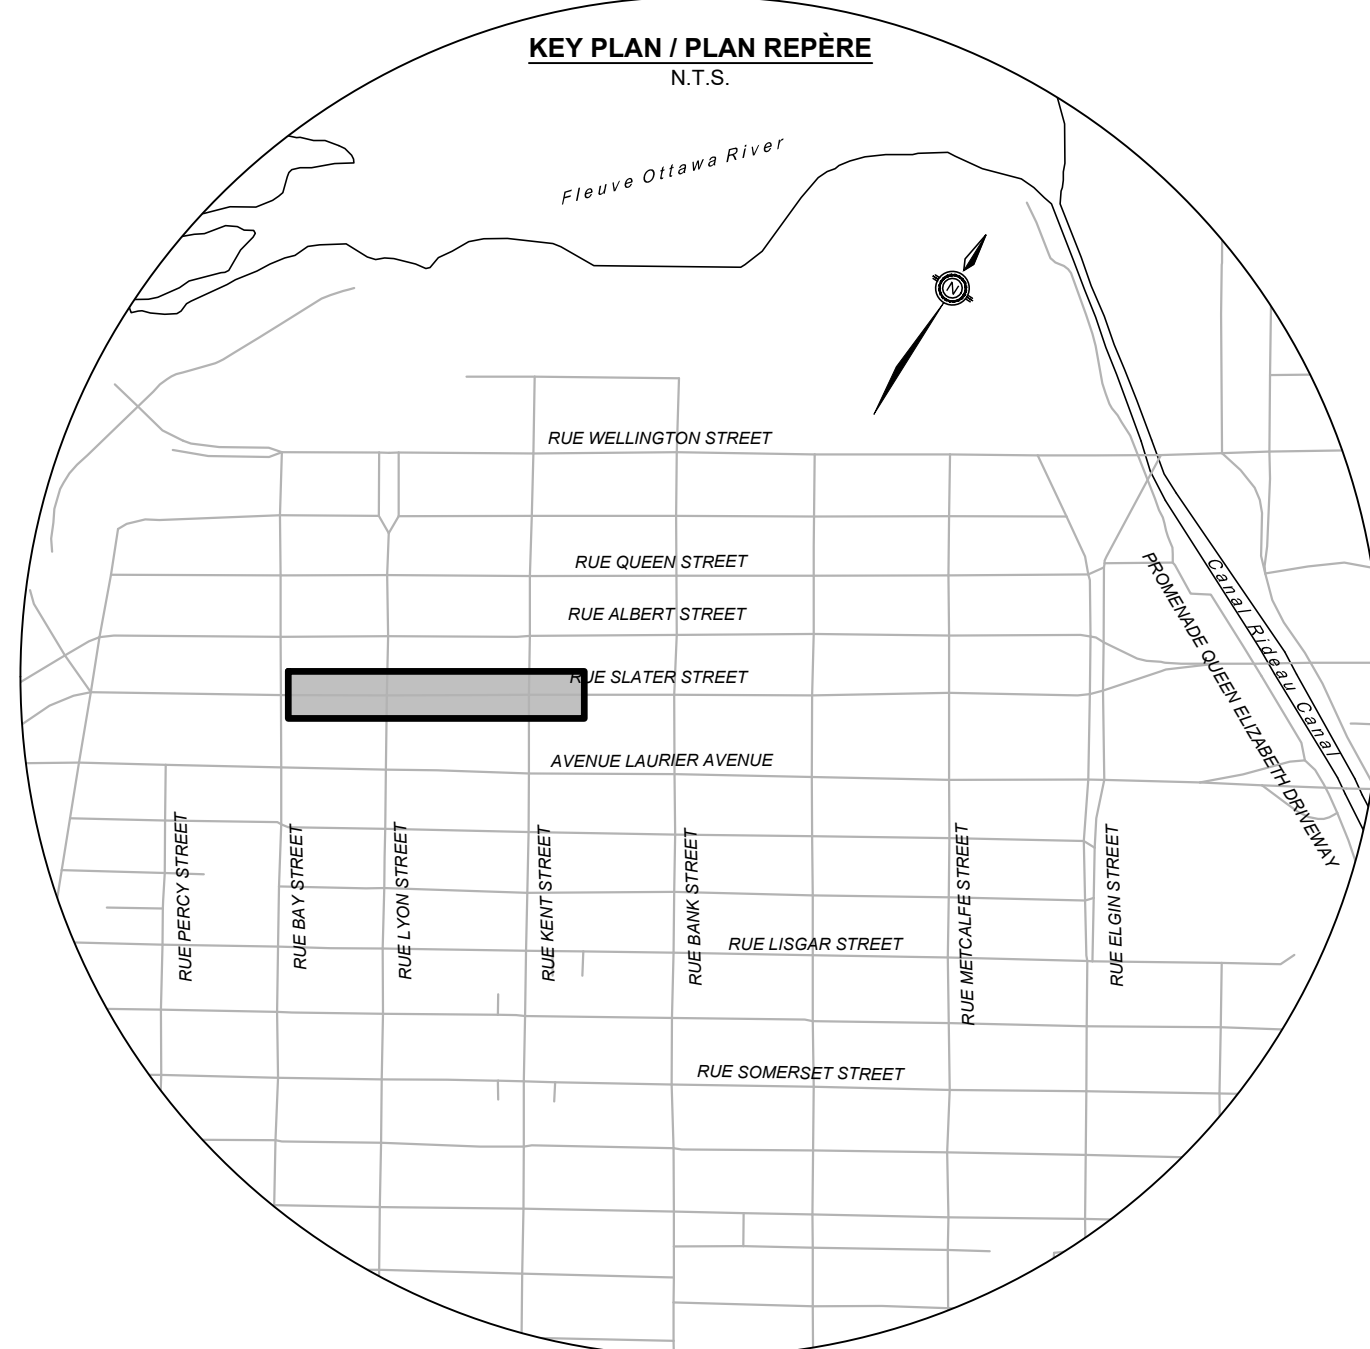 KEY PLAN / PLAN REPÈRE
N.T.S.
Fleuve Ottawa River
N
RUE WELLINGTON STREET
RUE QUEEN STREET
RUE ALBERT STREET
RUE SLATER STREET
AVENUE LAURIER AVENUE
PROMENADE QUEEN ELIZABETH DRIVEWAY
Canal Rideau Canal
RUE PERCY STREET
RUE BAY STREET
RUE LYON STREET
RUE KENT STREET
RUE BANK STREET
RUE METCALFE STREET
RUE ELGIN STREET
RUE LISGAR STREET
RUE SOMERSET STREET